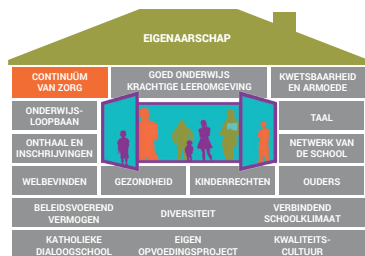 EIGENAARSCHAP
CONTINUÜM
VAN ZORG
GOED ONDERWIJS
KRACHTIGE LEEROMGEVING
KWETSBAARHEID
EN ARMOEDE
ONDERWIJS-
LOOPBAAN
TAAL
ONTHAAL EN
INSCHRIJVINGEN
NETWERK VAN
DE SCHOOL
WELBEVINDEN
GEZONDHEID
KINDERRECHTEN
OUDERS
BELEIDSVOEREND
VERMOGEN
DIVERSITEIT
VERBINDEND
SCHOOLKLIMAAT
KATHOLIEKE
DIALOOGSCHOOL
EIGEN
OPVOEDINGSPROJECT
KWALITEITS-
CULTUUR